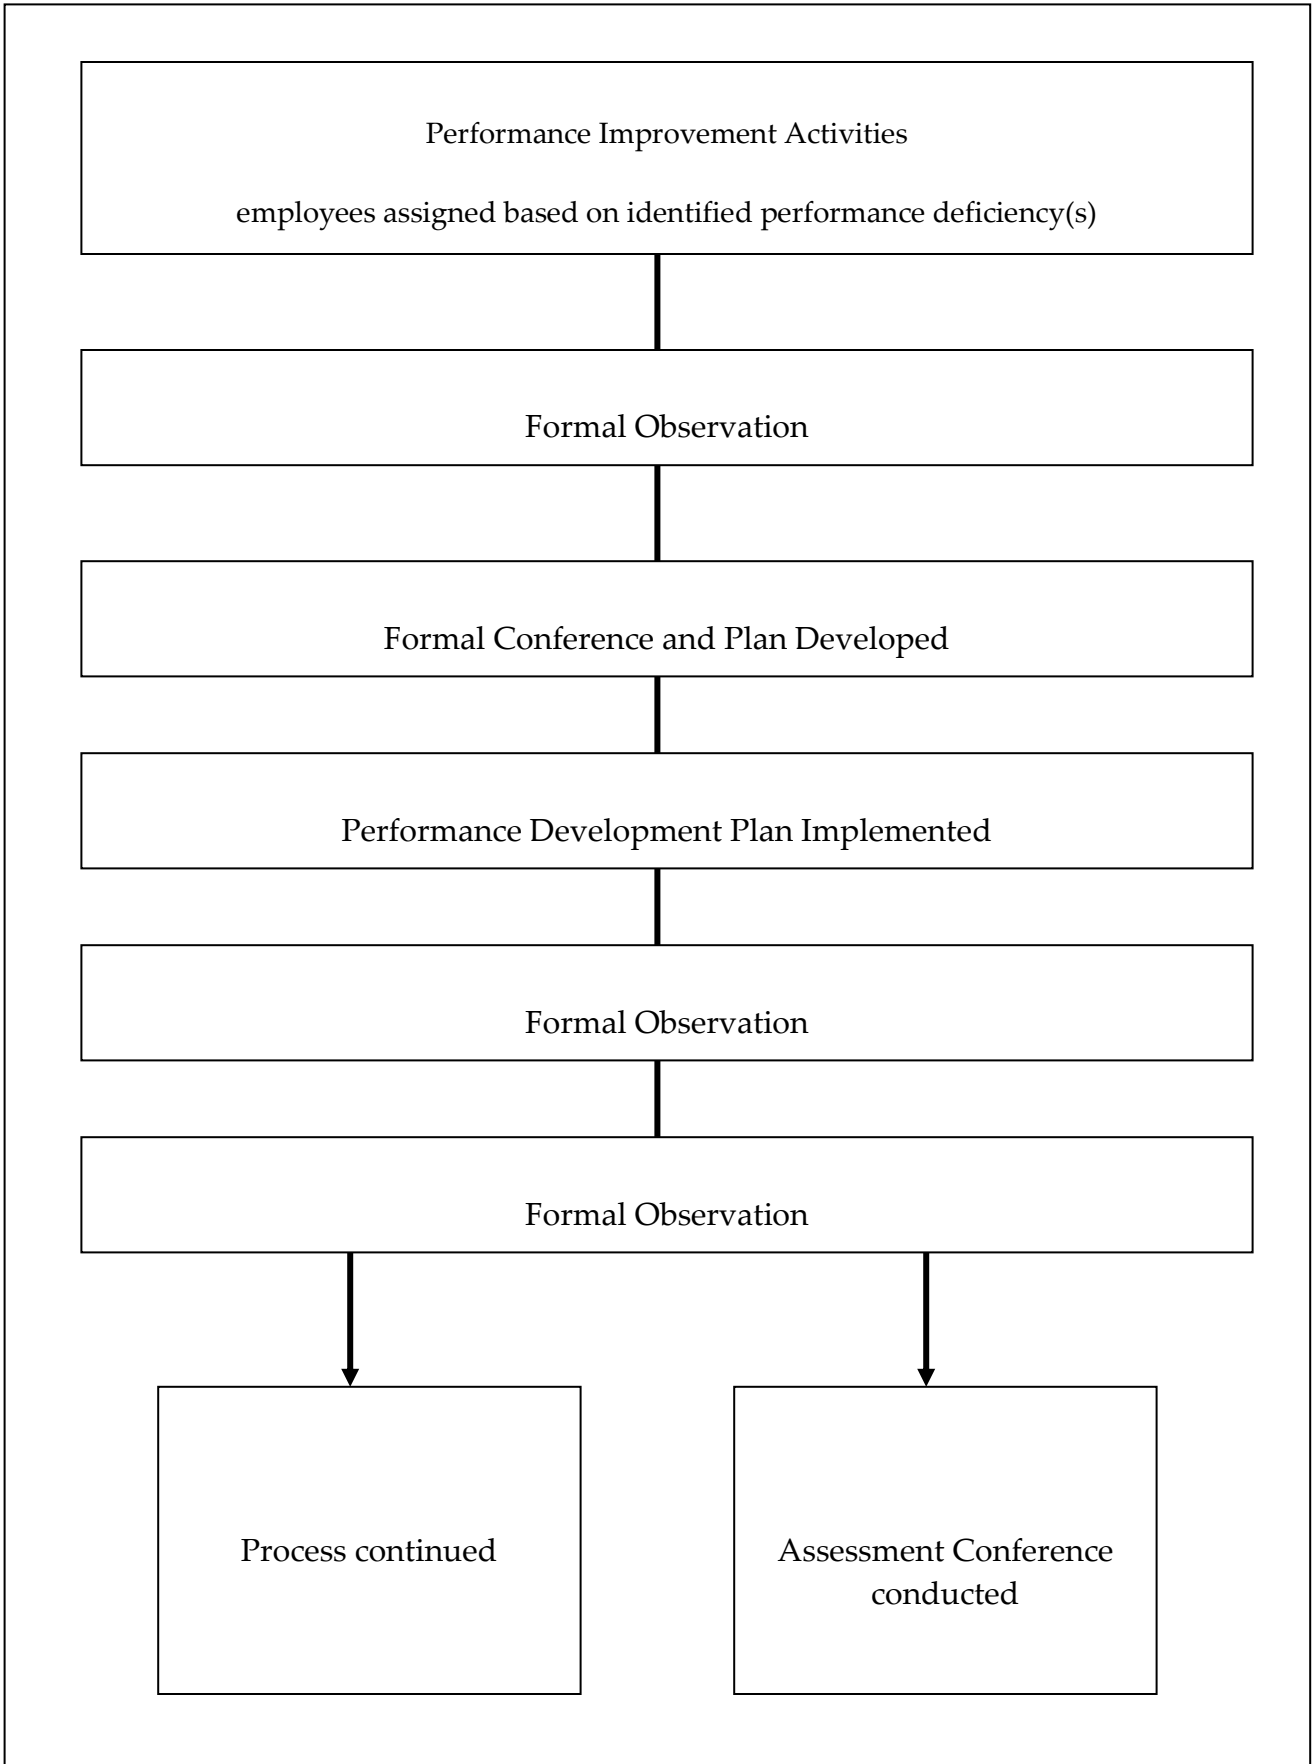 Performance Improvement Activities
employees assigned based on identified performance deficiency(s)
Formal Observation
Formal Conference and Plan Developed
Performance Development Plan Implemented
Formal Observation
Formal Observation
Process continued
Assessment Conference
conducted